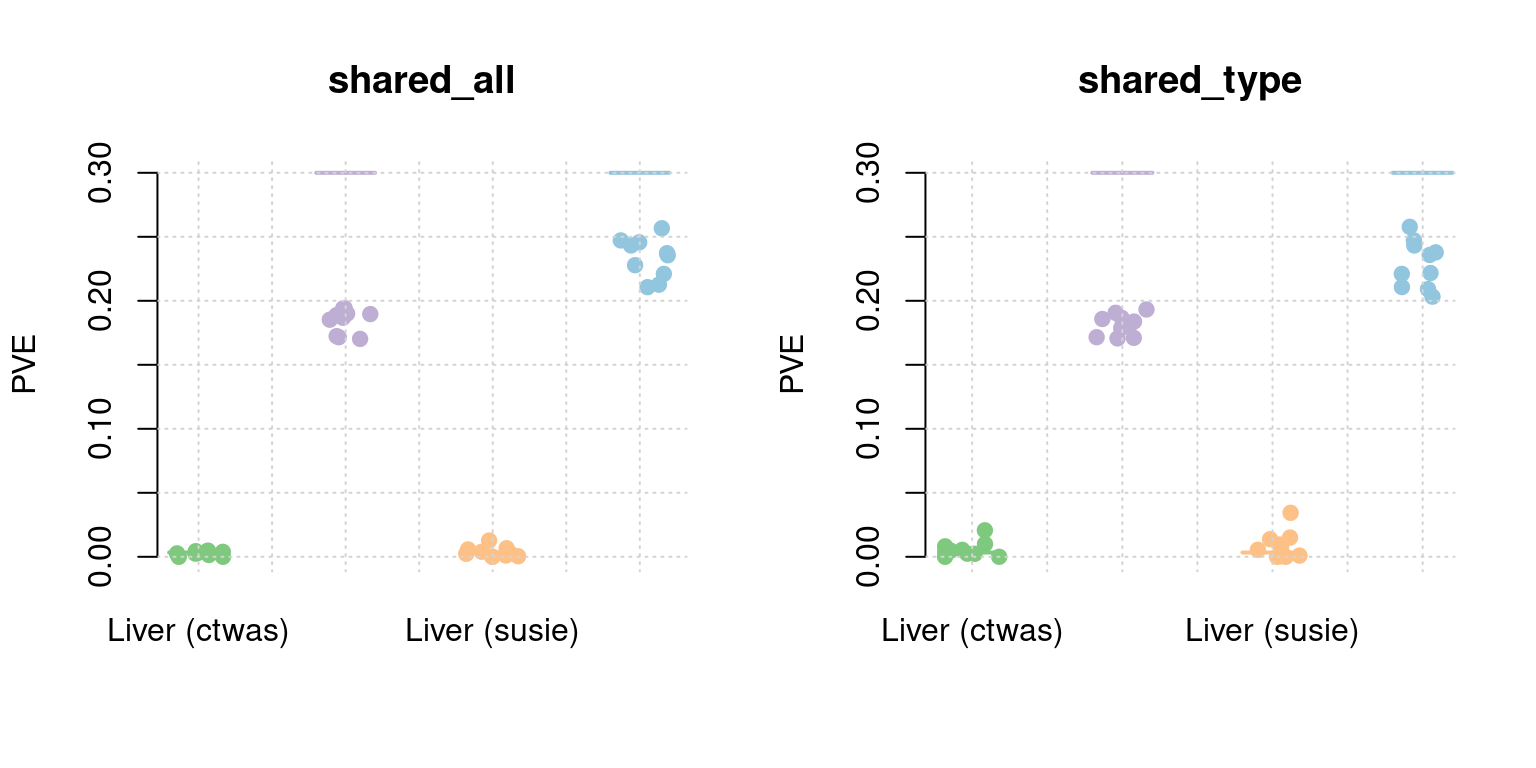 shared_all
PVE
0.30
0.20
0.10
0.00
Liver (ctwas)
Liver (susie)
shared_type
PVE
0.30
0.20
0.10
0.00
Liver (ctwas)
Liver (susie)